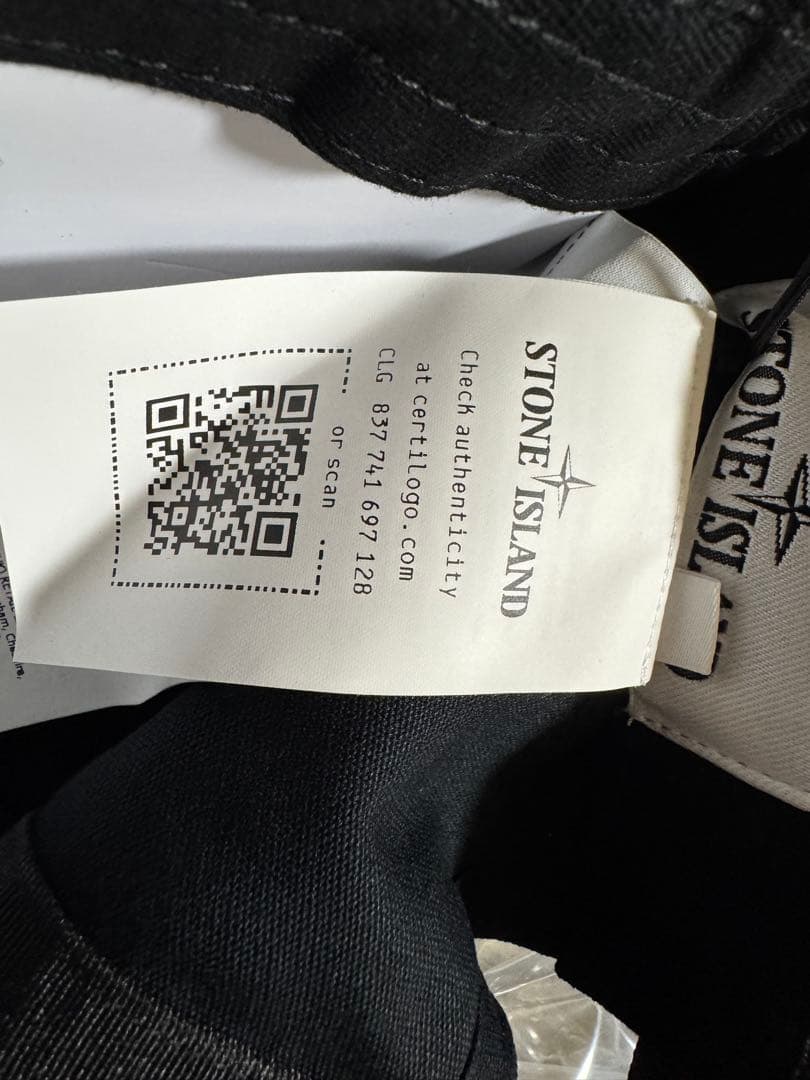 STONE ISLAND
Check authenticity
at certilogo.com
CLG 837 741 697 128
or scan
STONE ISLAND